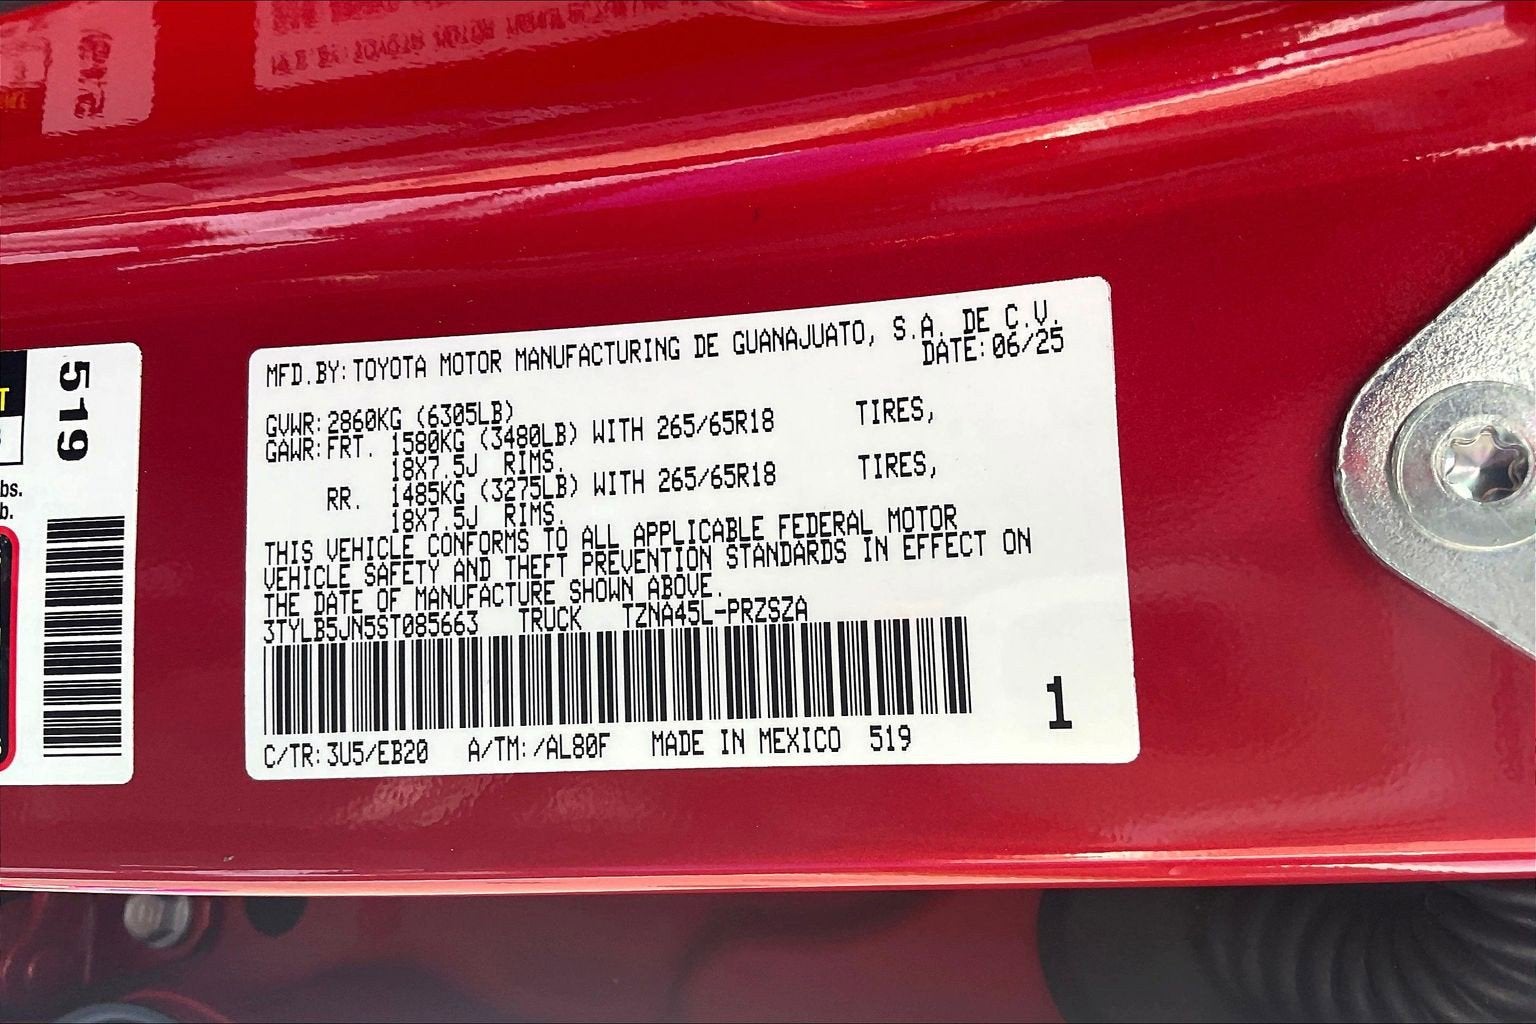 519
bs.
b.
MFD.BY:TOYOTA MOTOR MANUFACTURING DE GUANAJUATO, S.A. DE C.V.
DATE:06/25
GVWR:2860KG (6305LB)
GAWR:FRT. 1580KG (3480LB) WITH 265/65R18 TIRES,
18X7.5J RIMS.
RR. 1485KG (3275LB) WITH 265/65R18 TIRES,
18X7.5J RIMS.
THIS VEHICLE CONFORMS TO ALL APPLICABLE FEDERAL MOTOR
VEHICLE SAFETY AND THEFT PREVENTION STANDARDS IN EFFECT ON
THE DATE OF MANUFACTURE SHOWN ABOVE.
3TYLB5JN5ST085663 TRUCK TZNA45L-PRZSZA
1
C/TR:3U5/EB20 A/TM:/AL80F MADE IN MEXICO 519